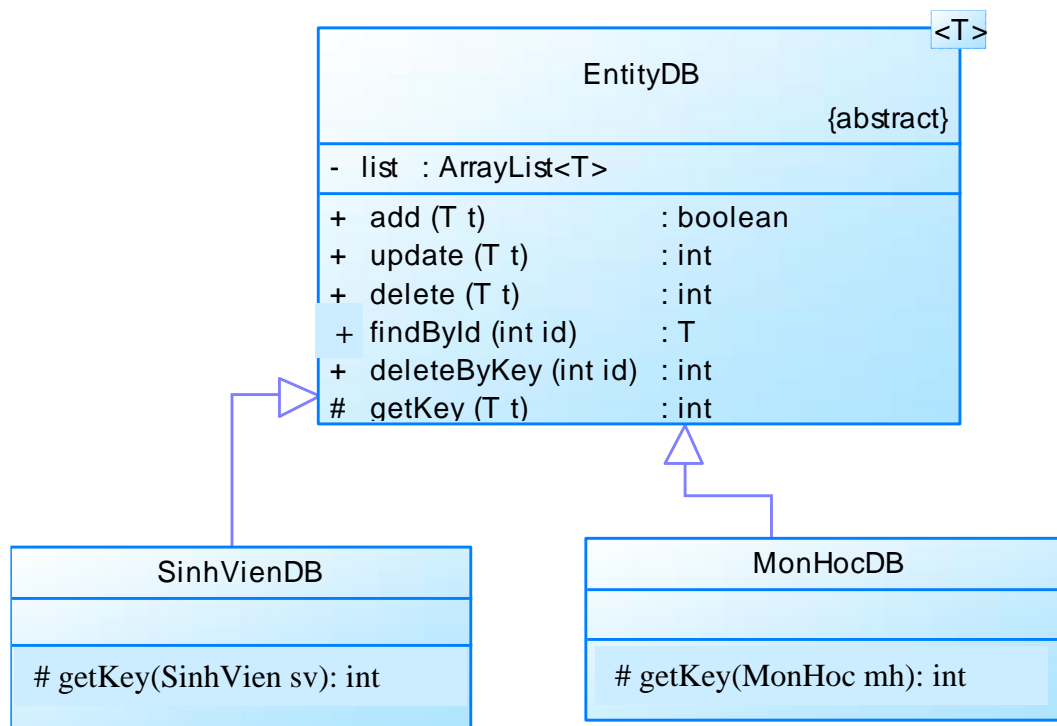 <T>
EntityDB
{abstract}
- list : ArrayList<T>
+ add (T t) : boolean
+ update (T t) : int
+ delete (T t) : int
+ findById (int id) : T
+ deleteByKey (int id) : int
# getKey (T t) : int
SinhVienDB
# getKey(SinhVien sv): int
MonHocDB
# getKey(MonHoc mh): int